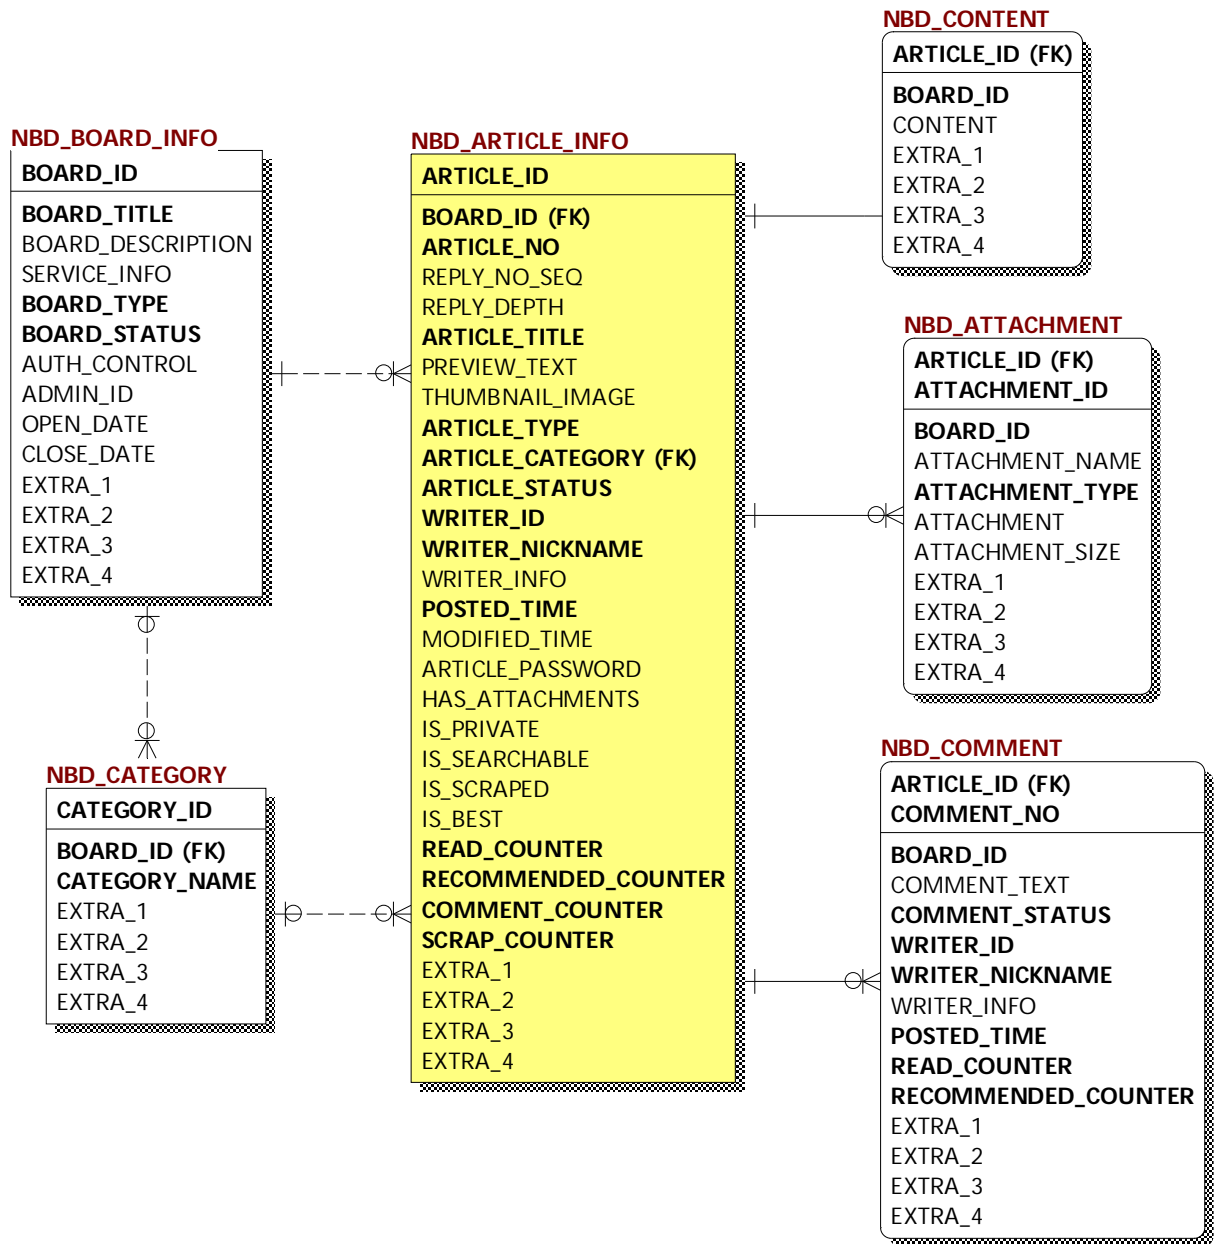 NBD_BOARD_INFO
BOARD_ID
BOARD_TITLE
BOARD_DESCRIPTION
SERVICE_INFO
BOARD_TYPE
BOARD_STATUS
AUTH_CONTROL
ADMIN_ID
OPEN_DATE
CLOSE_DATE
EXTRA_1
EXTRA_2
EXTRA_3
EXTRA_4
NBD_CATEGORY
CATEGORY_ID
BOARD_ID (FK)
CATEGORY_NAME
EXTRA_1
EXTRA_2
EXTRA_3
EXTRA_4
NBD_ARTICLE_INFO
ARTICLE_ID
BOARD_ID (FK)
ARTICLE_NO
REPLY_NO_SEQ
REPLY_DEPTH
ARTICLE_TITLE
PREVIEW_TEXT
THUMBNAIL_IMAGE
ARTICLE_TYPE
ARTICLE_CATEGORY (FK)
ARTICLE_STATUS
WRITER_ID
WRITER_NICKNAME
WRITER_INFO
POSTED_TIME
MODIFIED_TIME
ARTICLE_PASSWORD
HAS_ATTACHMENTS
IS_PRIVATE
IS_SEARCHABLE
IS_SCRAPED
IS_BEST
READ_COUNTER
RECOMMENDED_COUNTER
COMMENT_COUNTER
SCRAP_COUNTER
EXTRA_1
EXTRA_2
EXTRA_3
EXTRA_4
NBD_CONTENT
ARTICLE_ID (FK)
BOARD_ID
CONTENT
EXTRA_1
EXTRA_2
EXTRA_3
EXTRA_4
NBD_ATTACHMENT
ARTICLE_ID (FK)
ATTACHMENT_ID
BOARD_ID
ATTACHMENT_NAME
ATTACHMENT_TYPE
ATTACHMENT
ATTACHMENT_SIZE
EXTRA_1
EXTRA_2
EXTRA_3
EXTRA_4
NBD_COMMENT
ARTICLE_ID (FK)
COMMENT_NO
BOARD_ID
COMMENT_TEXT
COMMENT_STATUS
WRITER_ID
WRITER_NICKNAME
WRITER_INFO
POSTED_TIME
READ_COUNTER
RECOMMENDED_COUNTER
EXTRA_1
EXTRA_2
EXTRA_3
EXTRA_4